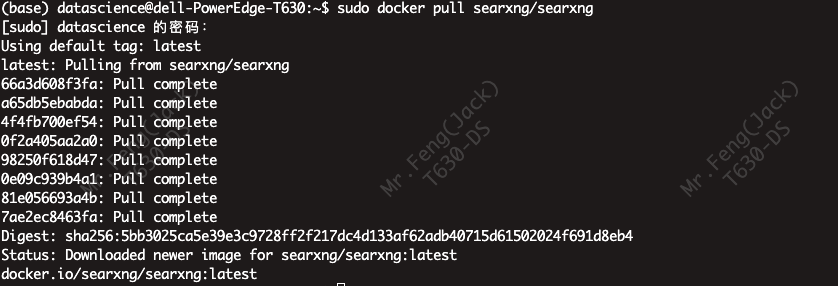 (base) datascience@dell-PowerEdge-T630:~$ sudo docker pull searxng/searxng
[sudo] datascience 的密码：
Using default tag: latest
latest: Pulling from searxng/searxng
66a3d608f3fa: Pull complete
a65db5ebabda: Pull complete
4f4fb700ef54: Pull complete
0f2a405aa2a0: Pull complete
98250f618d47: Pull complete
0e09c939b4a1: Pull complete
81e056693a4b: Pull complete
7ae2ec8463fa: Pull complete
Digest: sha256:5bb3025ca5e39e3c9728ff2f217dc4d133af62adb40715d61502024f691d8eb4
Status: Downloaded newer image for searxng/searxng:latest
docker.io/searxng/searxng:latest
Mr.Feng(Jack)
T630-DS
Mr.Feng(Jack)
T630-DS
Mr.Feng(Jack)
T630-DS